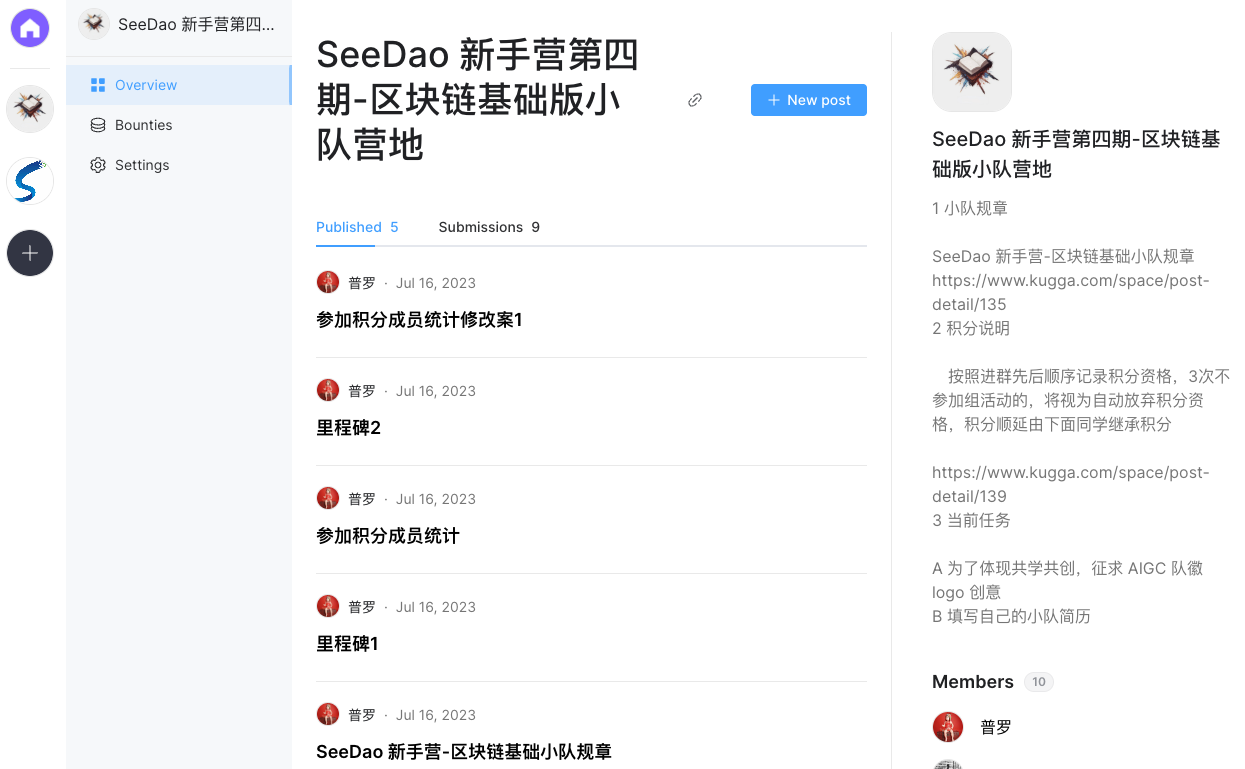 SeeDao 新手营第四...
Overview
Bounties
Settings
SeeDao 新手营第四
期-区块链基础版小
队营地
New post
Published 5
Submissions 9
普罗 · Jul 16, 2023
参加积分成员统计修改案1
普罗 · Jul 16, 2023
里程碑2
普罗 · Jul 16, 2023
参加积分成员统计
普罗 · Jul 16, 2023
里程碑1
普罗 · Jul 16, 2023
SeeDao 新手营-区块链基础小队规章
SeeDao 新手营第四期-区块链基
础版小队营地
1 小队规章
SeeDao 新手营-区块链基础小队规章
https://www.kugga.com/space/post-
detail/135
2 积分说明
按照进群先后顺序记录积分资格，3次不
参加组活动的，将视为自动放弃积分资
格，积分顺延由下面同学继承积分
https://www.kugga.com/space/post-
detail/139
3 当前任务
A 为了体现共学共创，征求 AIGC 队徽
logo 创意
B 填写自己的小队简历
Members 10
普罗